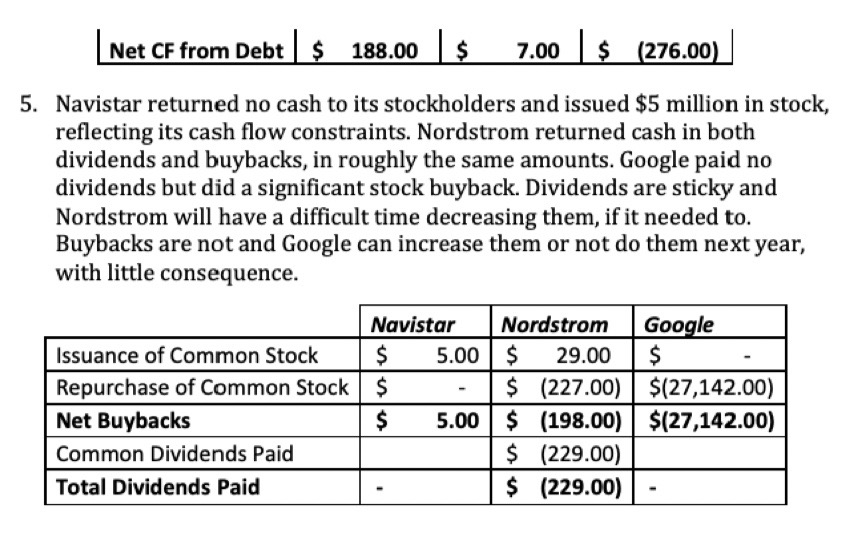 Net CF from Debt $ 188.00 $ 7.00 $ (276.00)
5. Navistar returned no cash to its stockholders and issued $5 million in stock,
reflecting its cash flow constraints. Nordstrom returned cash in both
dividends and buybacks, in roughly the same amounts. Google paid no
dividends but did a significant stock buyback. Dividends are sticky and
Nordstrom will have a difficult time decreasing them, if it needed to.
Buybacks are not and Google can increase them or not do them next year,
with little consequence.
Navistar Nordstrom Google
Issuance of Common Stock $ 5.00 $ 29.00 $ -
Repurchase of Common Stock $ - $ (227.00) $(27,142.00)
Net Buybacks $ 5.00 $ (198.00) $(27,142.00)
Common Dividends Paid $ (229.00)
Total Dividends Paid - $ (229.00) -